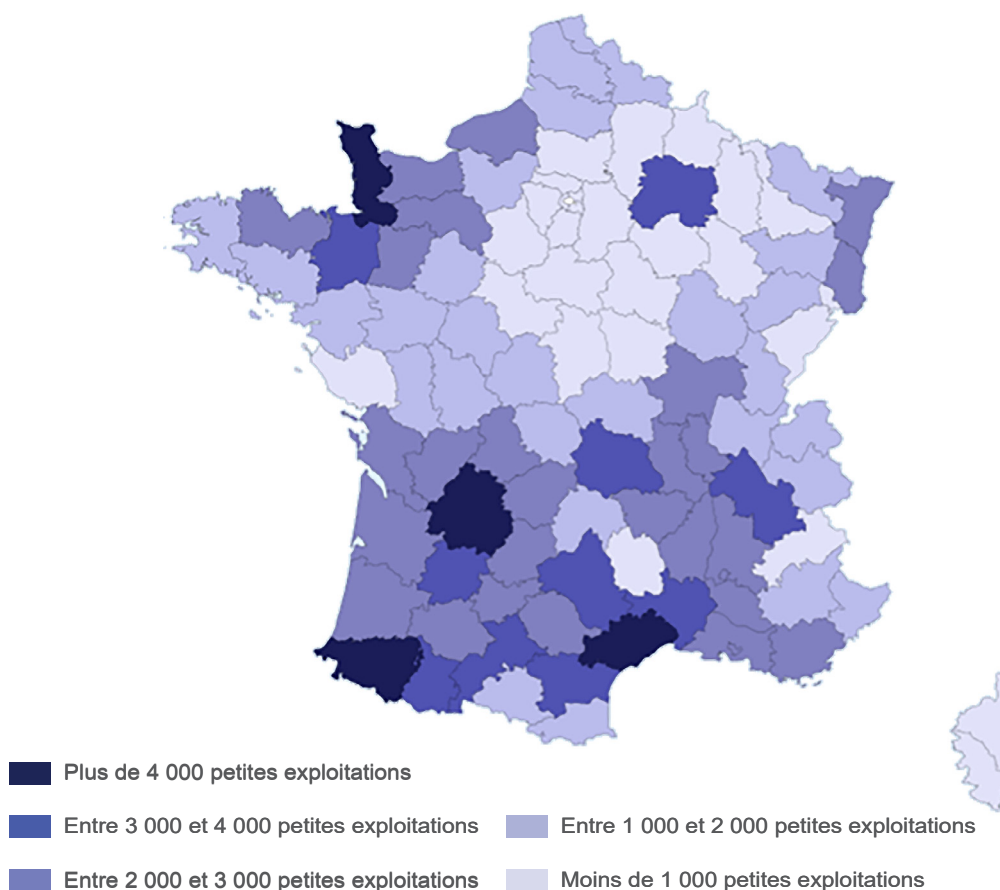 Plus de 4 000 petites exploitations
Entre 3 000 et 4 000 petites exploitations
Entre 1 000 et 2 000 petites exploitations
Entre 2 000 et 3 000 petites exploitations
Moins de 1 000 petites exploitations